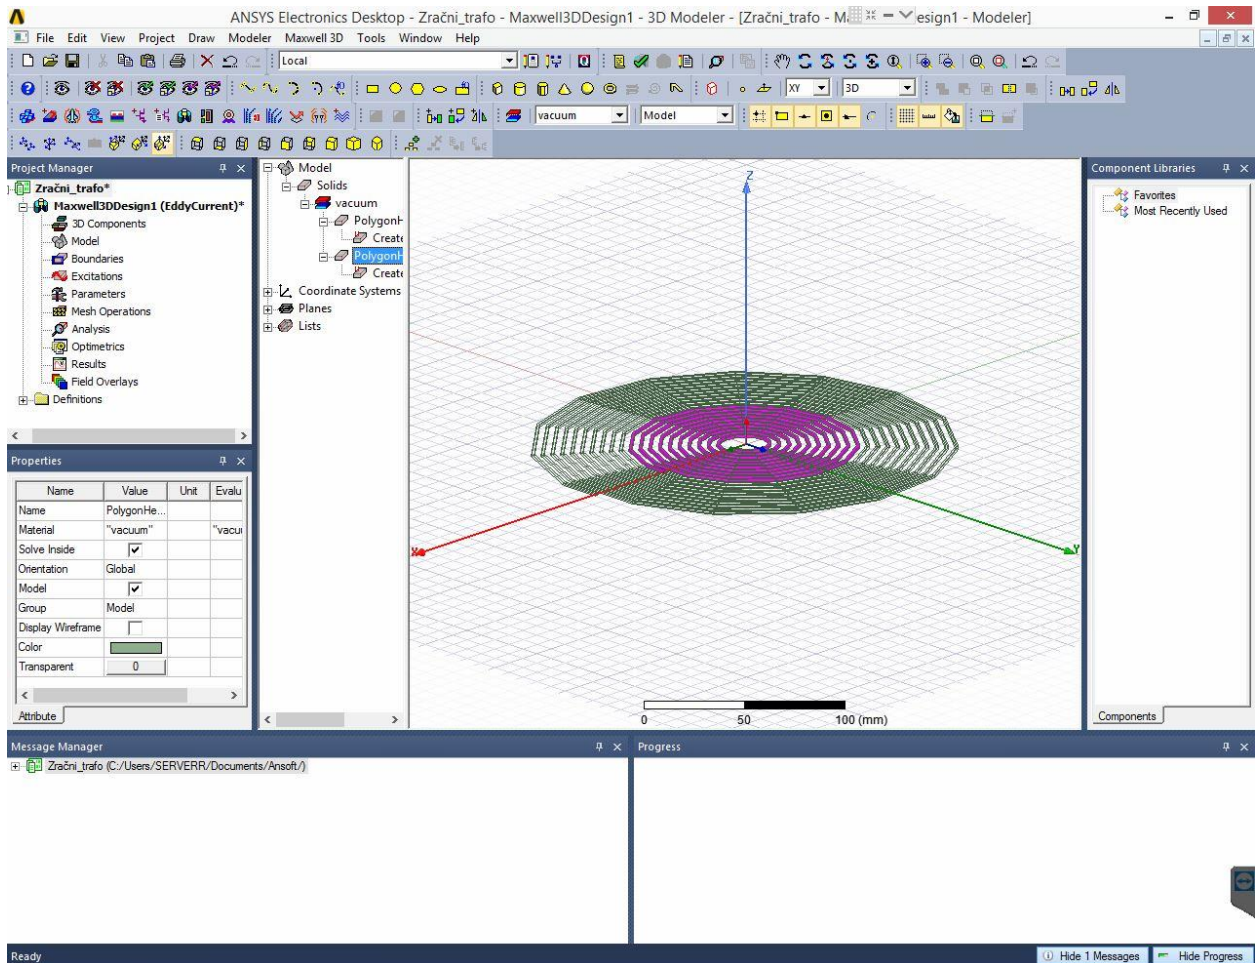 ANSYS Electronics Desktop - Zračni_trafo - Maxwell3DDesign1 - 3D Modeler - [Zračni_trafo - M esign1 - Modeler]
File Edit View Project Draw Modeler Maxwell 3D Tools Window Help
Local
XY 3D
vacuum Model
Project Manager
Zračni_trafo*
Maxwell3DDesign1 (EddyCurrent)*
3D Components
Model
Boundaries
Excitations
Parameters
Mesh Operations
Analysis
Optimetrics
Results
Field Overlays
Definitions
Model
Solids
vacuum
PolygonH
Create
PolygonH
Create
Coordinate Systems
Planes
Lists
Z
X
Y
0 50 100 (mm)
Component Libraries
Favorites
Most Recently Used
Components
Properties
Name Value Unit Evalu
Name PolygonHe...
Material "vacuum" "vacu
Solve Inside
Orientation Global
Model
Group Model
Display Wireframe
Color
Transparent 0
Attribute
Message Manager
Zračni_trafo (C:/Users/SERVERR/Documents/Ansoft/)
Progress
Ready
Hide 1 Messages Hide Progress